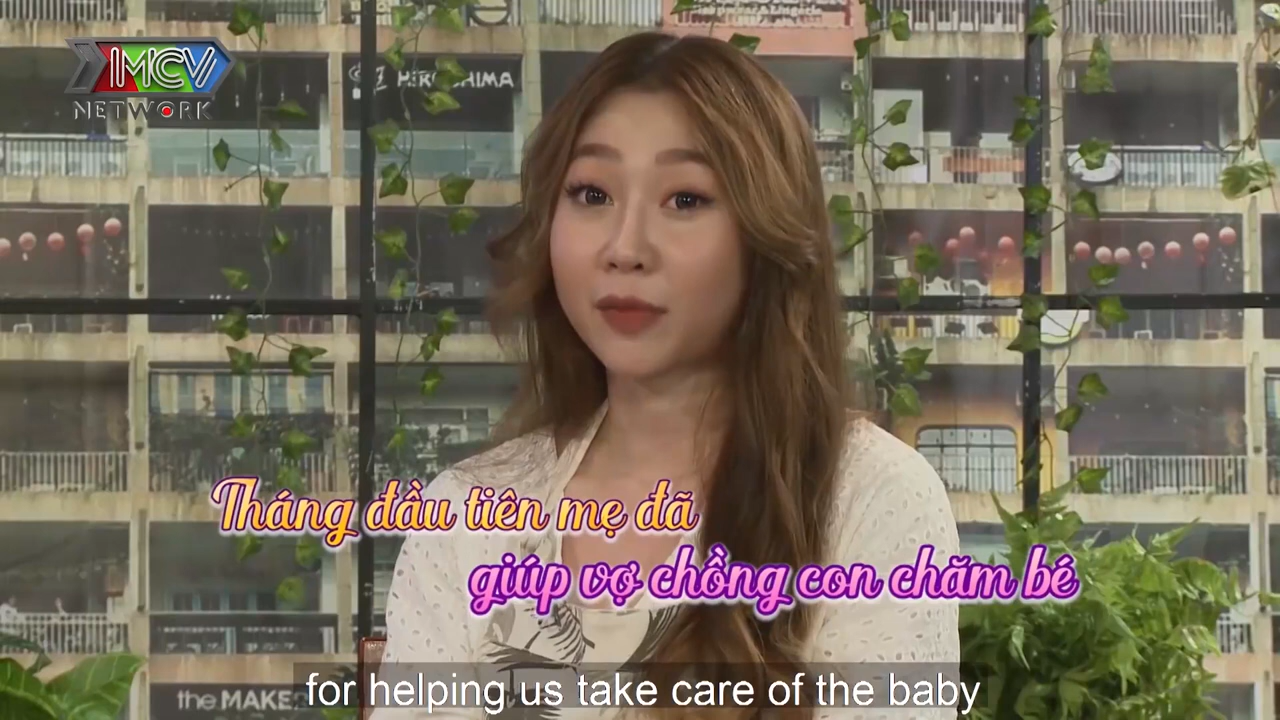 MCV
NETWORK
HIROSHIMA
Tháng đầu tiên mẹ đã
giúp vợ chồng con chăm bé
the MAKER
for helping us take care of the baby